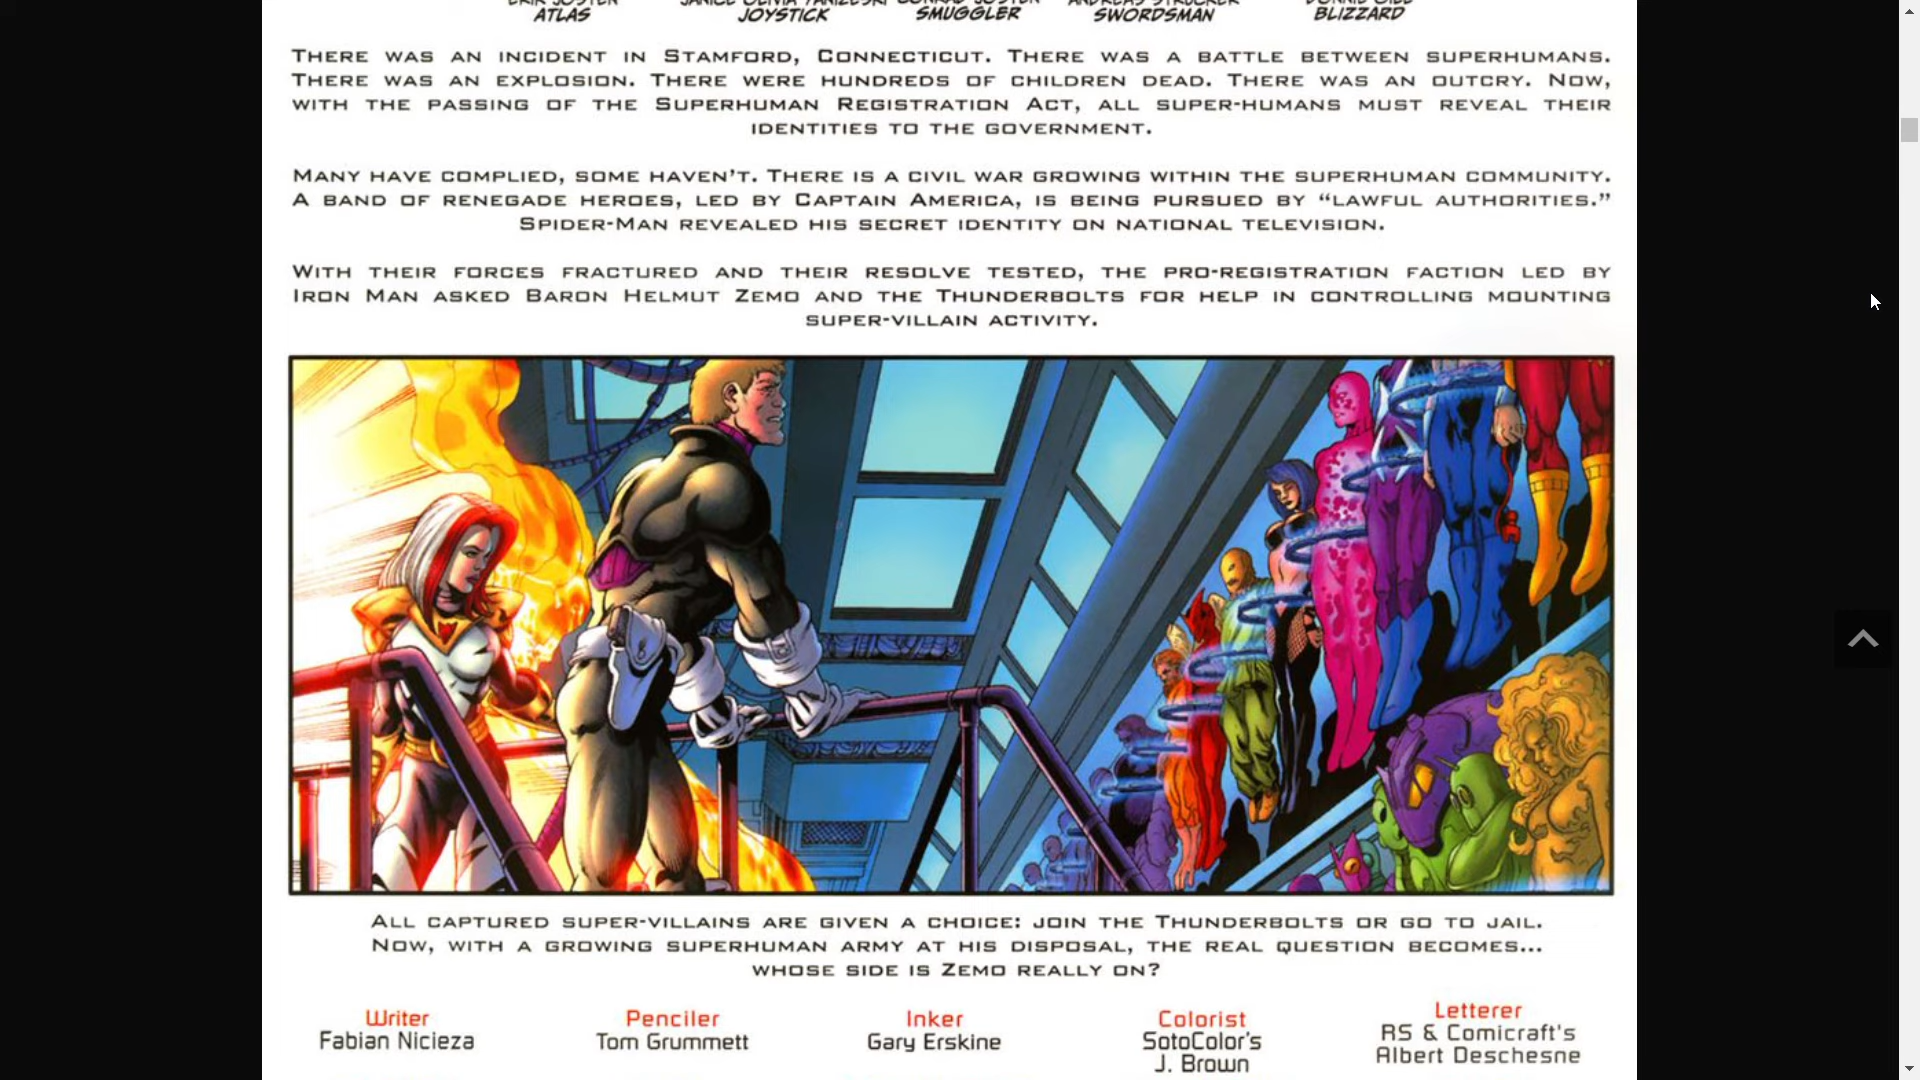 ATLAS JOYSTICK SMUGGLER SWORDSMAN BLIZZARD
THERE WAS AN INCIDENT IN STAMFORD, CONNECTICUT. THERE WAS A BATTLE BETWEEN SUPERHUMANS.
THERE WAS AN EXPLOSION. THERE WERE HUNDREDS OF CHILDREN DEAD. THERE WAS AN OUTCRY. NOW,
WITH THE PASSING OF THE SUPERHUMAN REGISTRATION ACT, ALL SUPER-HUMANS MUST REVEAL THEIR
IDENTITIES TO THE GOVERNMENT.
MANY HAVE COMPLIED, SOME HAVEN'T. THERE IS A CIVIL WAR GROWING WITHIN THE SUPERHUMAN COMMUNITY.
A BAND OF RENEGADE HEROES, LED BY CAPTAIN AMERICA, IS BEING PURSUED BY “LAWFUL AUTHORITIES.”
SPIDER-MAN REVEALED HIS SECRET IDENTITY ON NATIONAL TELEVISION.
WITH THEIR FORCES FRACTURED AND THEIR RESOLVE TESTED, THE PRO-REGISTRATION FACTION LED BY
IRON MAN ASKED BARON HELMUT ZEMO AND THE THUNDERBOLTS FOR HELP IN CONTROLLING MOUNTING
SUPER-VILLAIN ACTIVITY.
ALL CAPTURED SUPER-VILLAINS ARE GIVEN A CHOICE: JOIN THE THUNDERBOLTS OR GO TO JAIL.
NOW, WITH A GROWING SUPERHUMAN ARMY AT HIS DISPOSAL, THE REAL QUESTION BECOMES...
WHOSE SIDE IS ZEMO REALLY ON?
Writer
Fabian Nicieza
Penciler
Tom Grummett
Inker
Gary Erskine
Colorist
SotoColor's
J. Brown
Letterer
RS & Comicraft's
Albert Deschesne